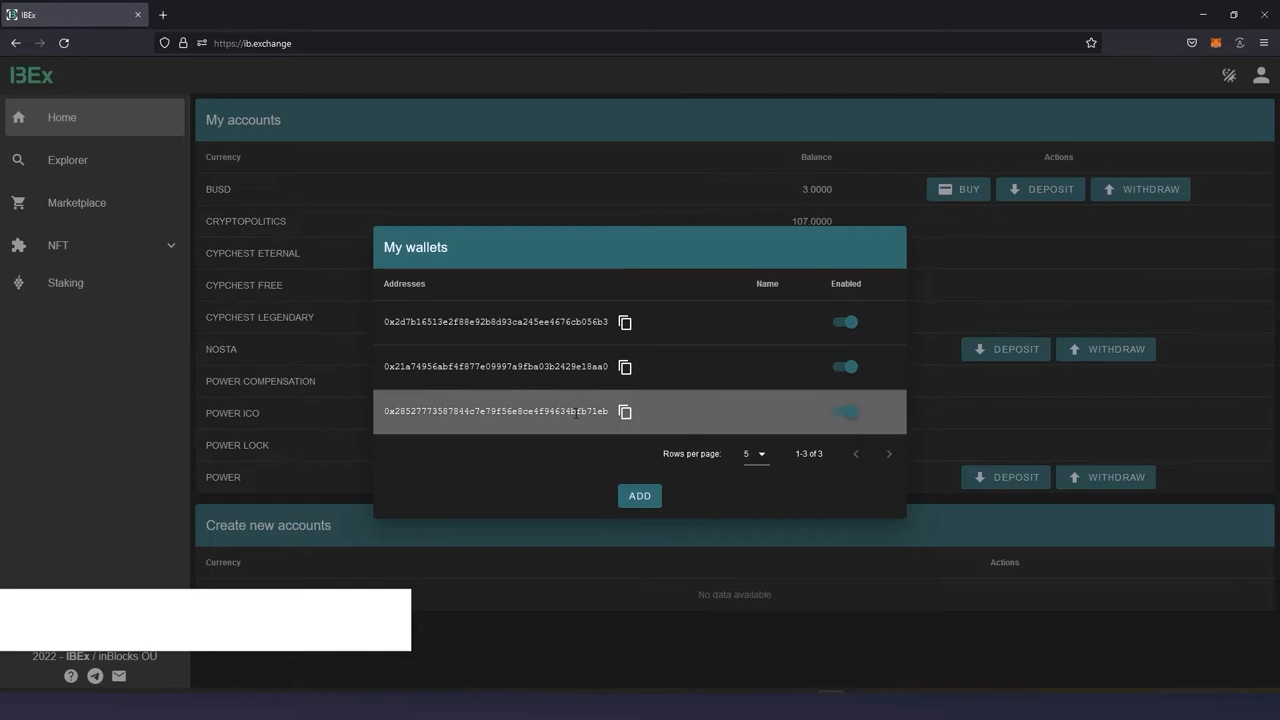 IBEx
https://ib.exchange
IBEx
Home
Explorer
Marketplace
NFT
Staking
My accounts
Currency Balance Actions
BUSD 3.0000 BUY DEPOSIT WITHDRAW
CRYPTOPOLITICS 107.0000
CYPCHEST ETERNAL
CYPCHEST FREE
CYPCHEST LEGENDARY
NOSTA DEPOSIT WITHDRAW
POWER COMPENSATION
POWER ICO
POWER LOCK
POWER DEPOSIT WITHDRAW
My wallets
Addresses Name Enabled
0x2d7b16513e2f88e92b8d93ca245ee4676cb056b3
0x21a74956abf4f877e09997a9fba03b2429e18aa0
0x28527773587844c7e79f56e8ce4f94634bfb71eb
Rows per page: 5 1-3 of 3
ADD
Create new accounts
Currency Actions
No data available
2022 - IBEx / inBlocks OU